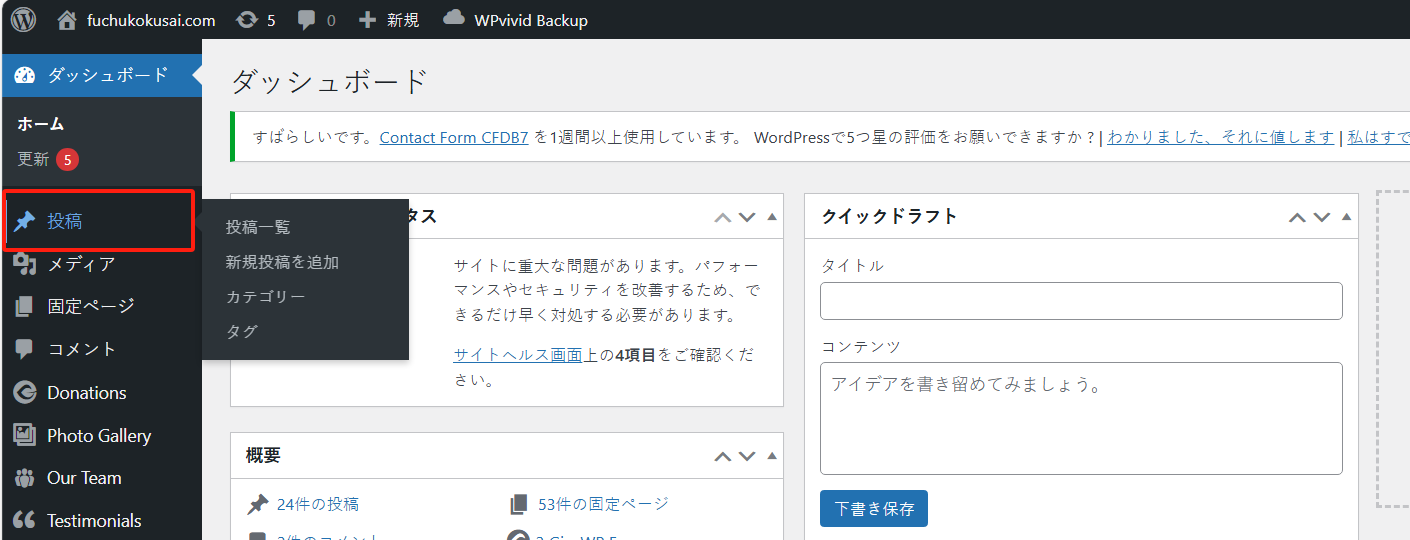 fuchukokusai.com 5 0 新規 WPvivid Backup
ダッシュボード
ホーム
更新 5
投稿
メディア
固定ページ
コメント
Donations
Photo Gallery
Our Team
Testimonials
投稿一覧
新規投稿を追加
カテゴリー
タグ
ダッシュボード
すばらしいです。Contact Form CFDB7 を1週間以上使用しています。 WordPressで5つ星の評価をお願いできますか ? | わかりました、それに値します | 私はすで
タス
サイトに重大な問題があります。パフォー
マンスやセキュリティを改善するため、で
きるだけ早く対処する必要があります。
サイトヘルス画面上の4項目をご確認くだ
さい。
概要
24件の投稿
53件の固定ページ
クイックドラフト
タイトル
コンテンツ
アイデアを書き留めてみましょう。
下書き保存